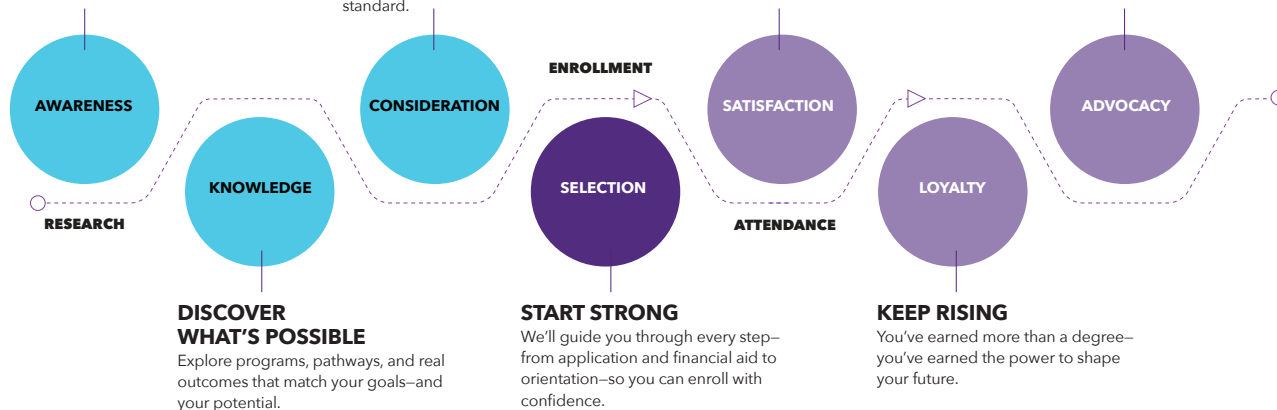 standard.
ENROLLMENT
AWARENESS
CONSIDERATION
SATISFACTION
ADVOCACY
KNOWLEDGE
SELECTION
LOYALTY
RESEARCH
ATTENDANCE
DISCOVER
WHAT'S POSSIBLE
Explore programs, pathways, and real
outcomes that match your goals—and
your potential.
START STRONG
We'll guide you through every step—
from application and financial aid to
orientation—so you can enroll with
confidence.
KEEP RISING
You've earned more than a degree—
you've earned the power to shape
your future.